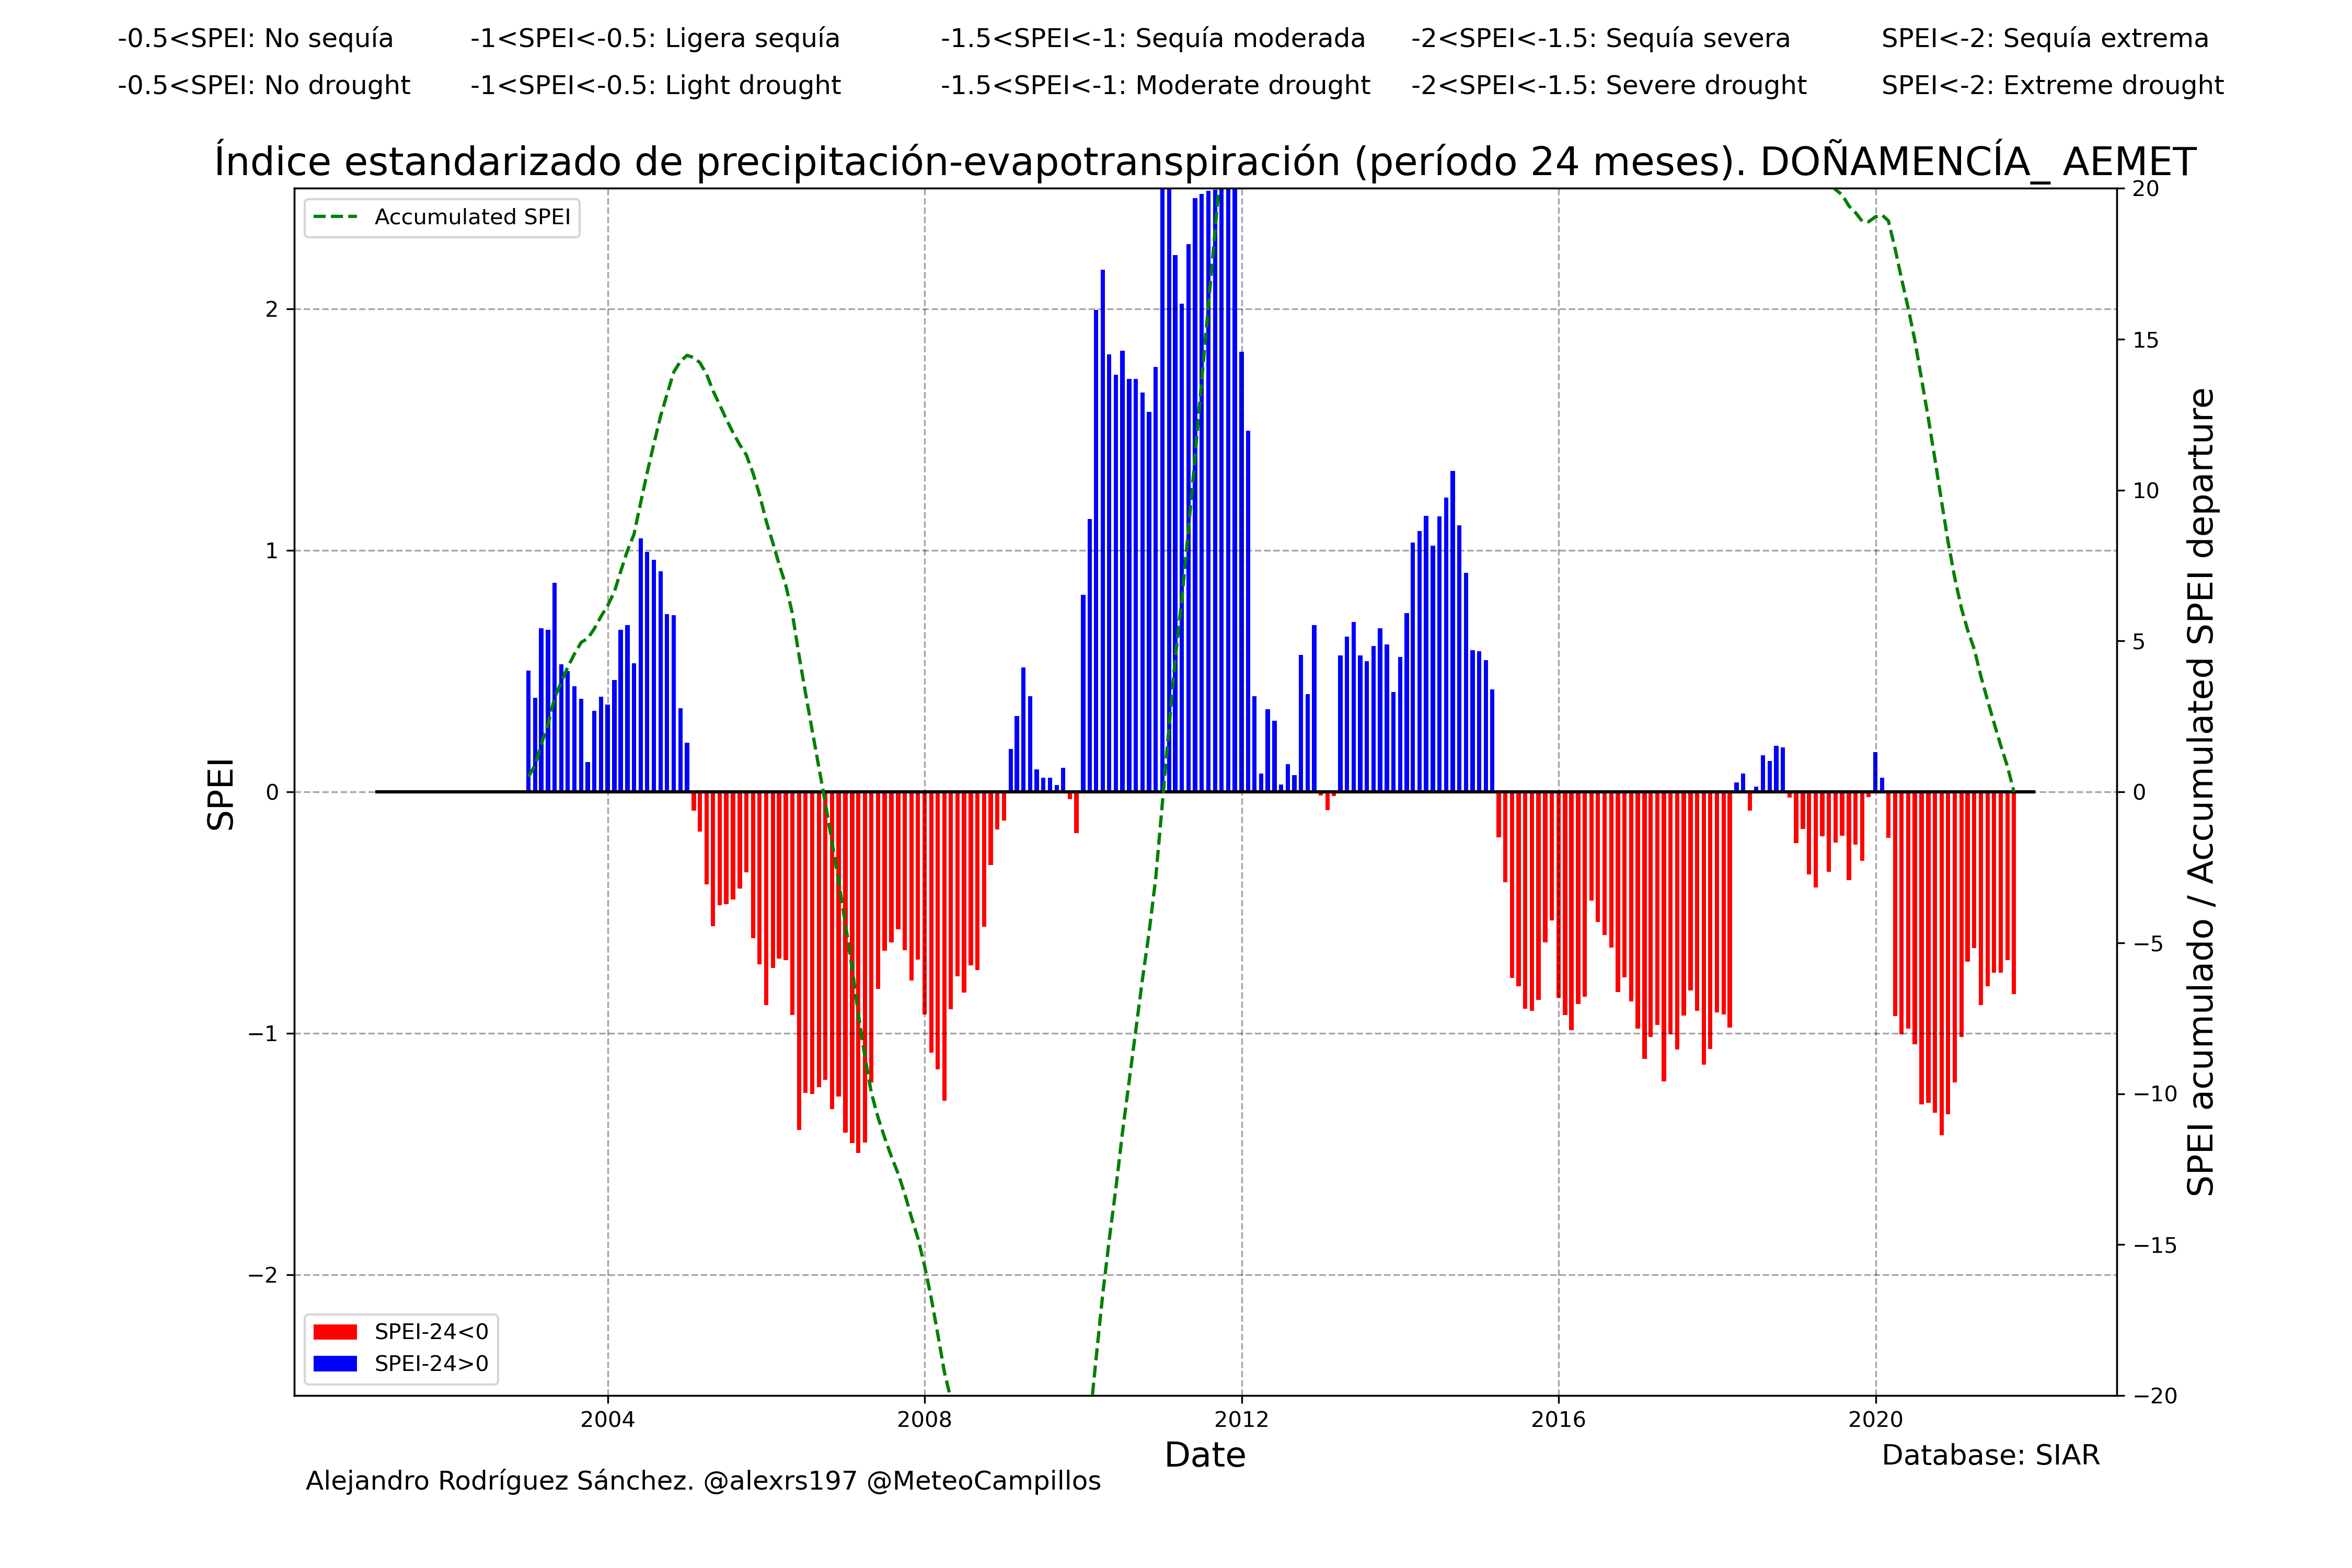 -0.5<SPEI: No sequía -1<SPEI<-0.5: Ligera sequía -1.5<SPEI<-1: Sequía moderada -2<SPEI<-1.5: Sequía severa SPEI<-2: Sequía extrema
-0.5<SPEI: No drought -1<SPEI<-0.5: Light drought -1.5<SPEI<-1: Moderate drought -2<SPEI<-1.5: Severe drought SPEI<-2: Extreme drought
Índice estandarizado de precipitación-evapotranspiración (período 24 meses). DOÑAMENCÍA_ AEMET
Accumulated SPEI
2
1
0
−1
−2
SPEI
20
15
10
5
0
−5
−10
−15
−20
SPEI acumulado / Accumulated SPEI departure
SPEI-24<0
SPEI-24>0
2004 2008 2012 2016 2020
Date
Database: SIAR
Alejandro Rodríguez Sánchez. @alexrs197 @MeteoCampillos